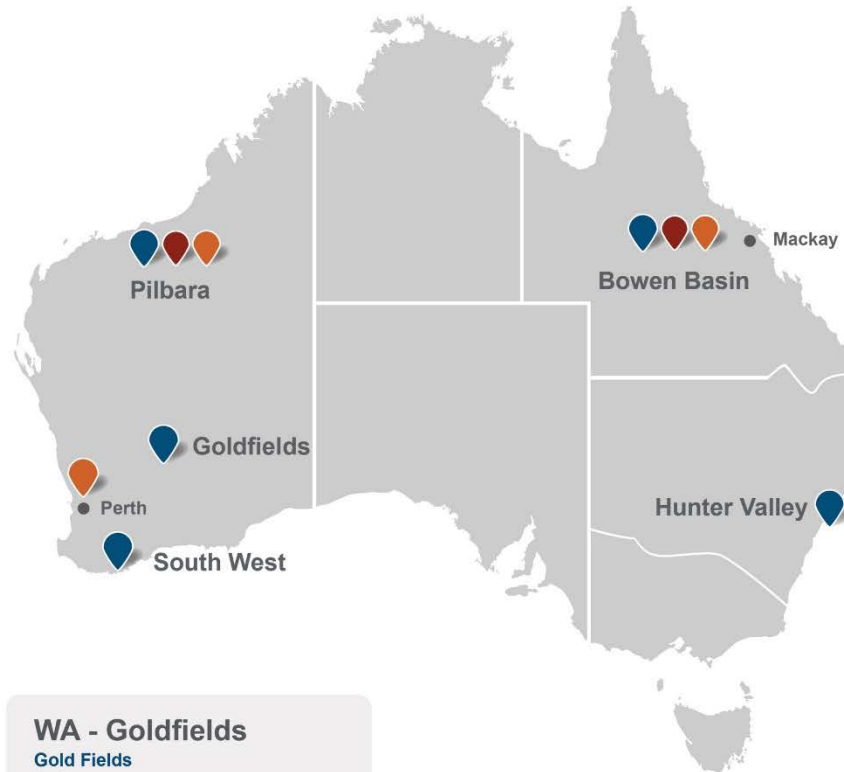 Mackay
Pilbara
Bowen Basin
Goldfields
Perth
Hunter Valley
South West
WA - Goldfields
Gold Fields